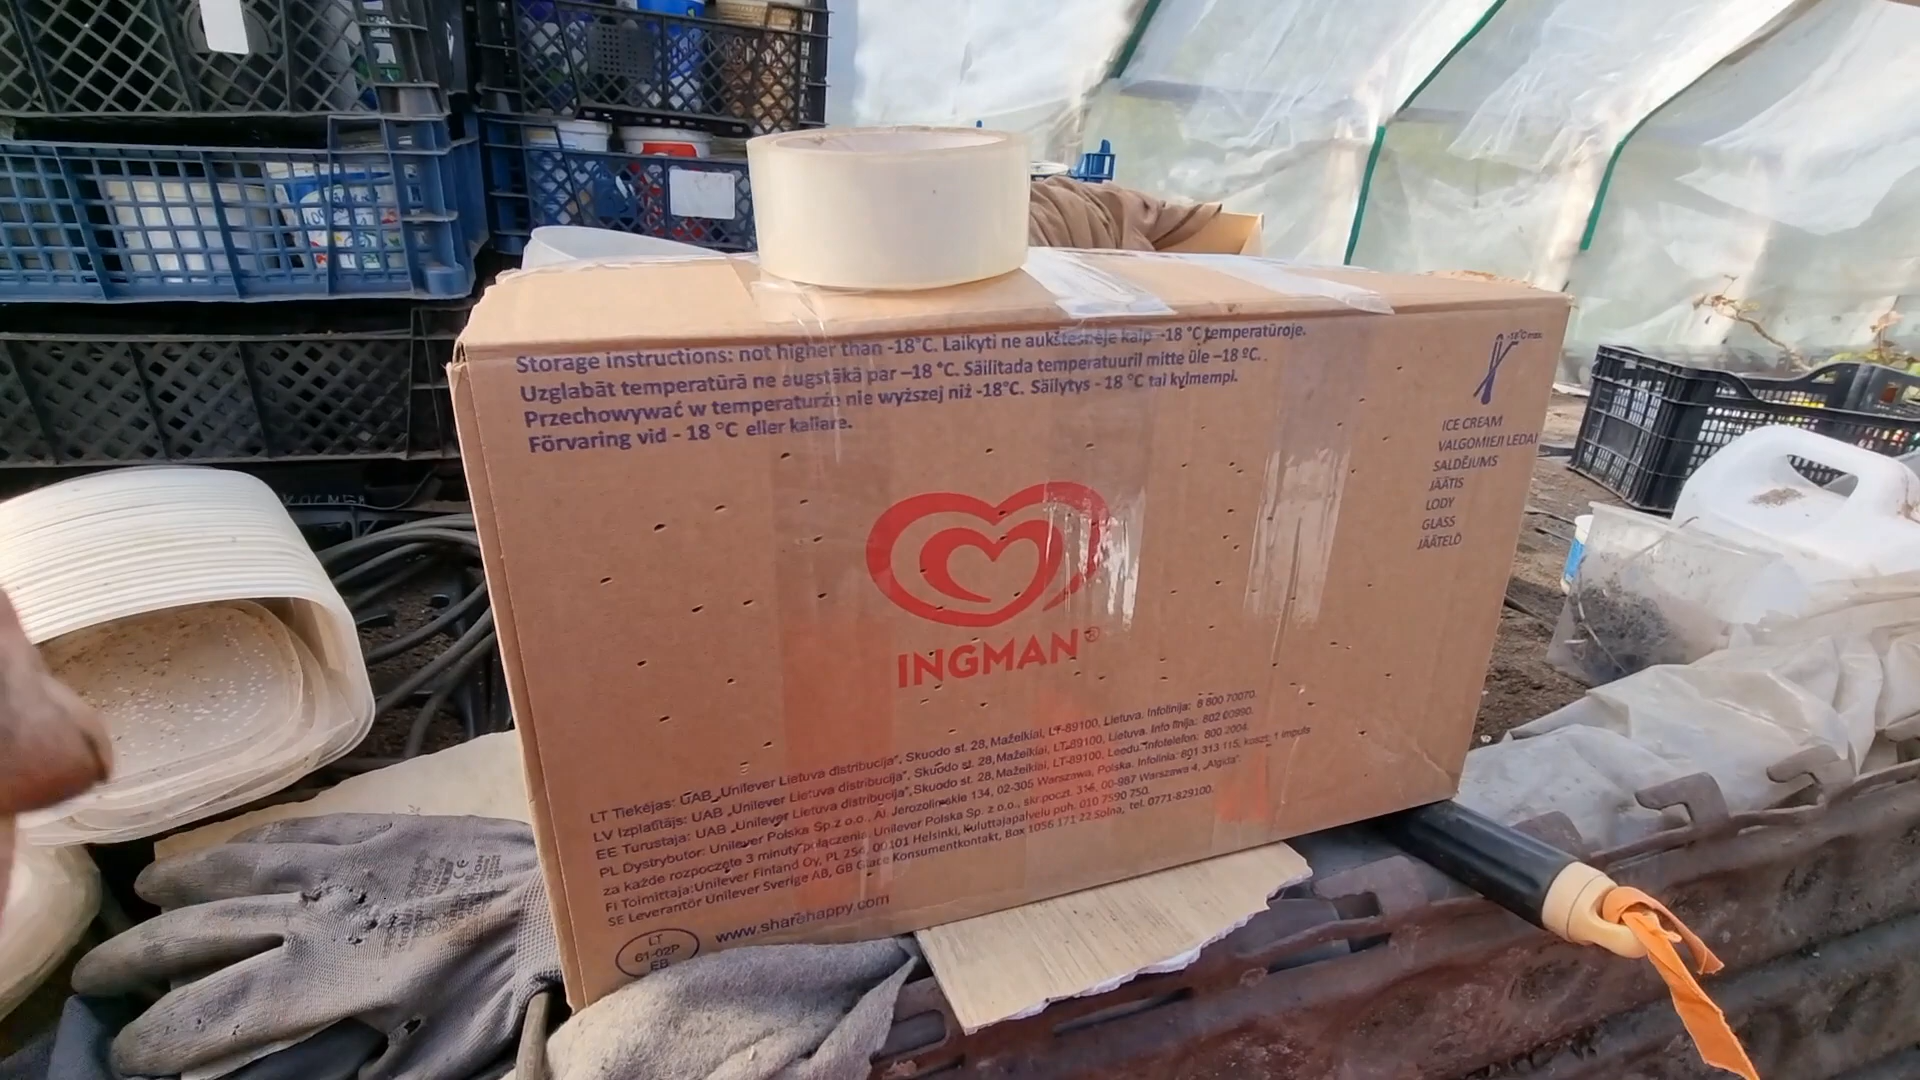 Storage instructions: not higher than -18°C. Laikyti ne aukštesnėje kaip -18 °C temperatūroje.
Uzglabāt temperatūrā ne augstākā par –18 °C. Säilitada temperatuuril mitte üle –18 ºC.
Przechowywać w temperaturze nie wyższej niż -18°C. Säilytys - 18 °C tai kylmempi.
Förvaring vid - 18 °C eller kallare.
-18°C max.
ICE CREAM
VALGOMIEJI LEDAI
SALDĒJUMS
JÄÄTIS
LODY
GLASS
JÄÄTELÖ
INGMAN®
LT Tiekėjas: UAB „Unilever Lietuva distribucija", Skuodo st. 28, Mažeikiai, LT-89100, Lietuva. Infolinija: 8 800 70070.
LV Izplatītājs: UAB „Unilever Lietuva distribucija", Skuodo st. 28, Mažeikiai, LT-89100, Lietuva. Info līnija: 802 00990.
EE Turustaja: UAB „Unilever Lietuva distribucija", Skuodo st. 28, Mažeikiai, LT-89100, Leedu. Infotelefon: 800 2004.
PL Dystrybutor: Unilever Polska Sp. z o.o., Al. Jerozolimskie 134, 02-305 Warszawa, Polska. Infolinia: 801 313 115, koszt: 1 impuls
za każde rozpoczęte 3 minuty połączenia. Unilever Polska Sp. z o.o., skr.poczt. 316, 00-987 Warszawa 4, „Algida".
FI Toimittaja: Unilever Finland Oy, PL 254, 00101 Helsinki, Kuluttajapalvelu puh. 010 7590 750.
SE Leverantör Unilever Sverige AB, GB Glace Konsumentkontakt, Box 1056 171 22 Solna, tel. 0771-829100.
www.sharehappy.com
LT
61-02P
EB